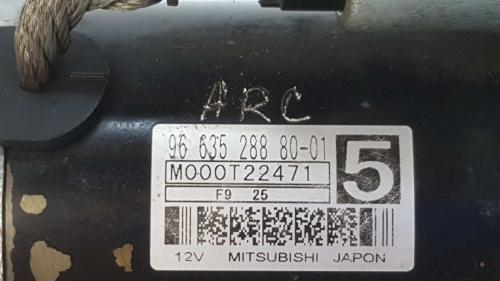 ARC
96 635 288 80-01
M000T22471
5
F9 25
12V MITSUBISHI JAPON